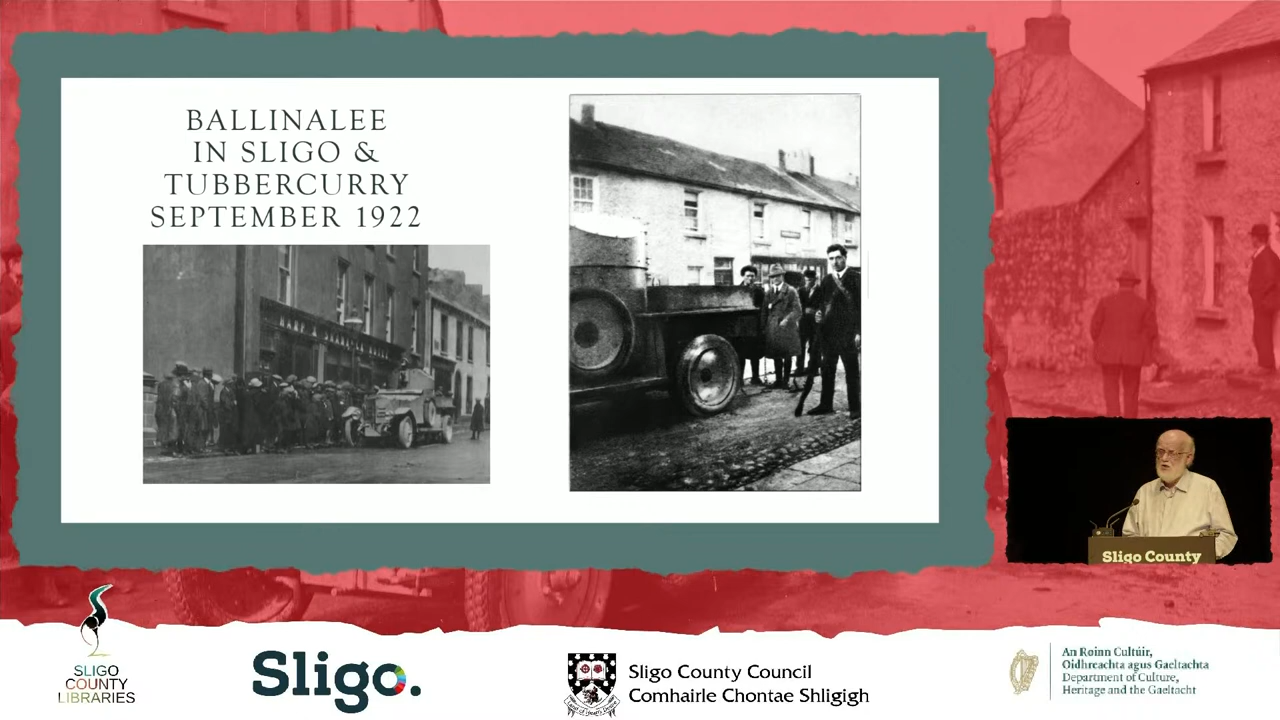 BALLINALEE
IN SLIGO &
TUBBERCURRY
SEPTEMBER 1922
Sligo County
SLIGO
COUNTY
LIBRARIES
Sligo.
Sligo County Council
Comhairle Chontae Shligigh
An Roinn Cultúir,
Oidhreachta agus Gaeltachta
Department of Culture,
Heritage and the Gaeltacht